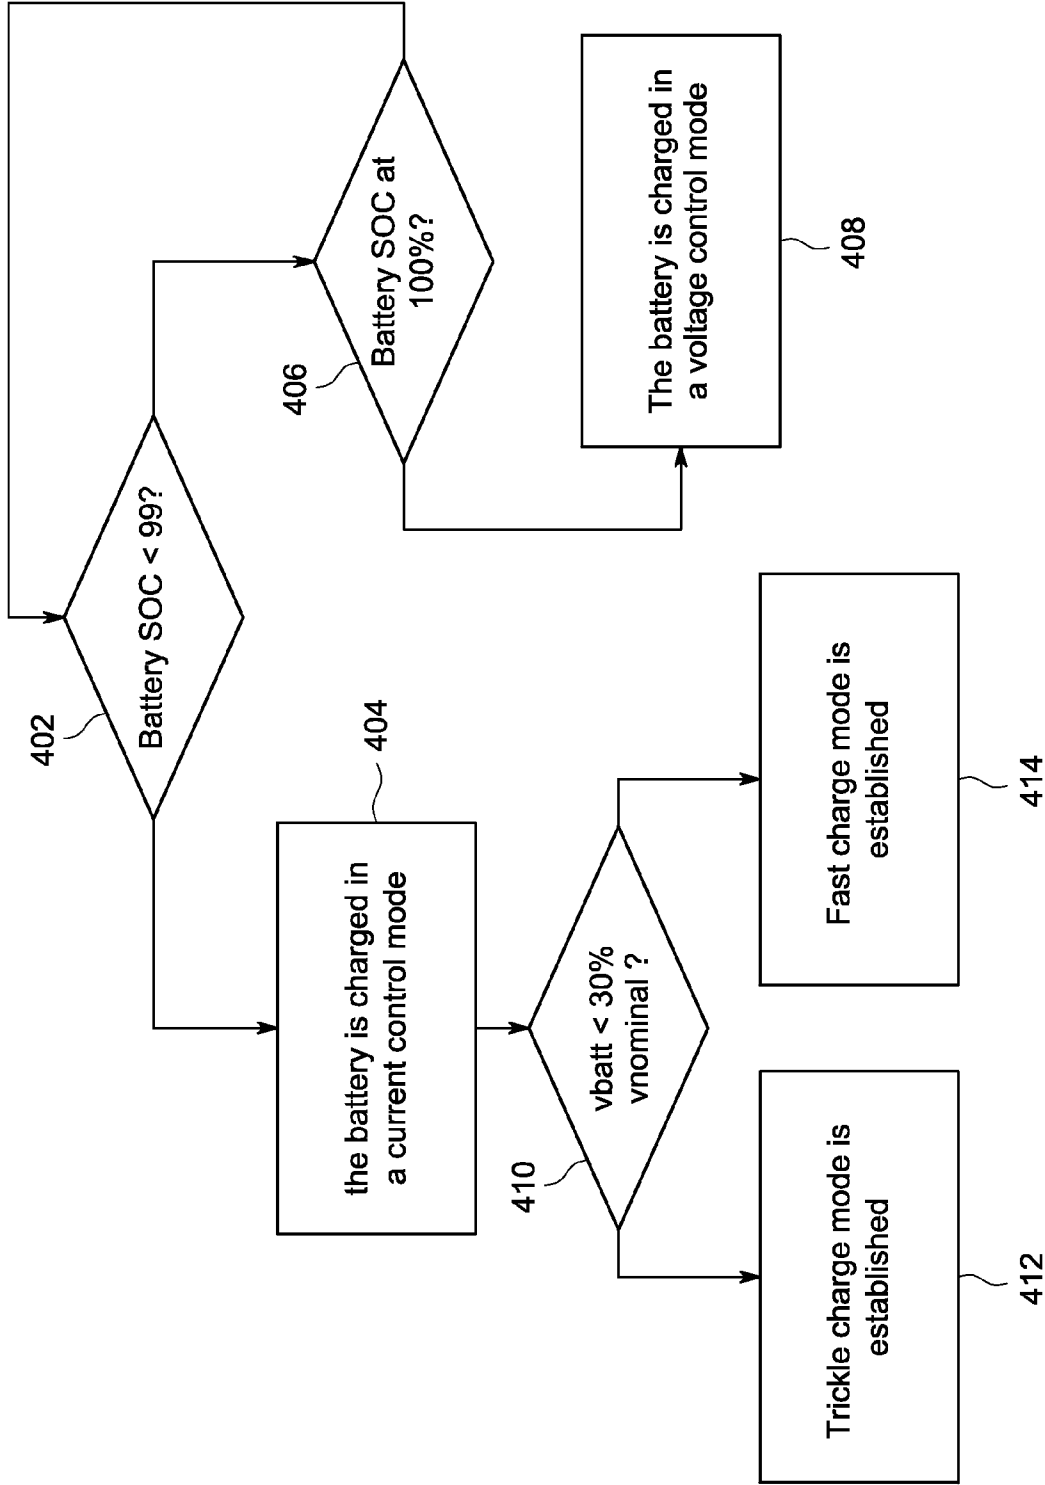 402
Battery SOC < 99?
404
the battery is charged in
a current control mode
406
Battery SOC at
100%?
The battery is charged in
a voltage control mode
408
410
vbatt < 30%
vnominal ?
Trickle charge mode is
established
412
Fast charge mode is
established
414